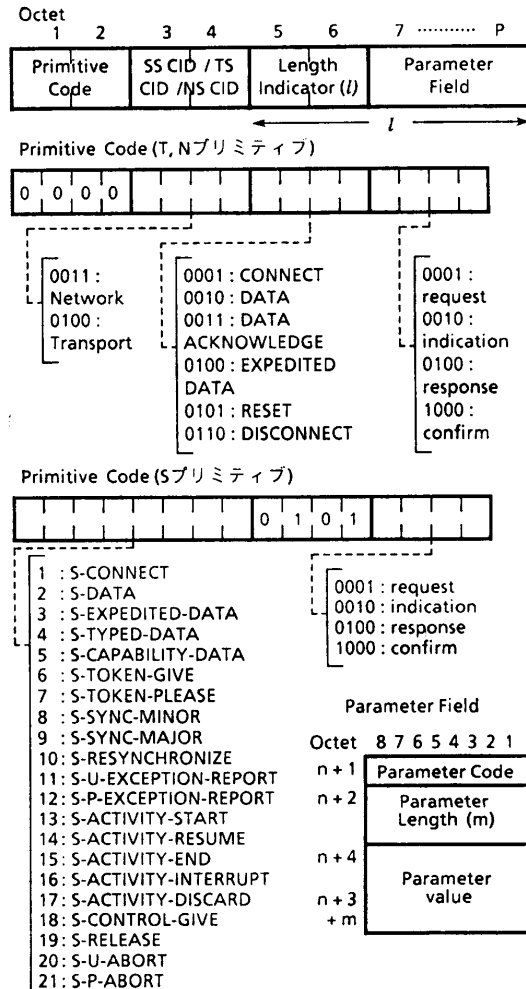 Octet
1 2 3 4 5 6 7 ··········· P
Primitive Code SS CID / TS CID / NS CID Length Indicator (l) Parameter Field
l
Primitive Code (T, Nプリミティブ)
0 0 0 0
0011 :
Network
0100 :
Transport
0001 : CONNECT
0010 : DATA
0011 : DATA
ACKNOWLEDGE
0100 : EXPEDITED
DATA
0101 : RESET
0110 : DISCONNECT
0001 :
request
0010 :
indication
0100 :
response
1000 :
confirm
Primitive Code (Sプリミティブ)
0 1 0 1
1 : S-CONNECT
2 : S-DATA
3 : S-EXPEDITED-DATA
4 : S-TYPED-DATA
5 : S-CAPABILITY-DATA
6 : S-TOKEN-GIVE
7 : S-TOKEN-PLEASE
8 : S-SYNC-MINOR
9 : S-SYNC-MAJOR
10 : S-RESYNCHRONIZE
11 : S-U-EXCEPTION-REPORT
12 : S-P-EXCEPTION-REPORT
13 : S-ACTIVITY-START
14 : S-ACTIVITY-RESUME
15 : S-ACTIVITY-END
16 : S-ACTIVITY-INTERRUPT
17 : S-ACTIVITY-DISCARD
18 : S-CONTROL-GIVE
19 : S-RELEASE
20 : S-U-ABORT
21 : S-P-ABORT
0001 : request
0010 : indication
0100 : response
1000 : confirm
Parameter Field
Octet 8 7 6 5 4 3 2 1
n + 1 Parameter Code
n + 2 Parameter
Length (m)
n + 4
Parameter
value
n + 3
+ m